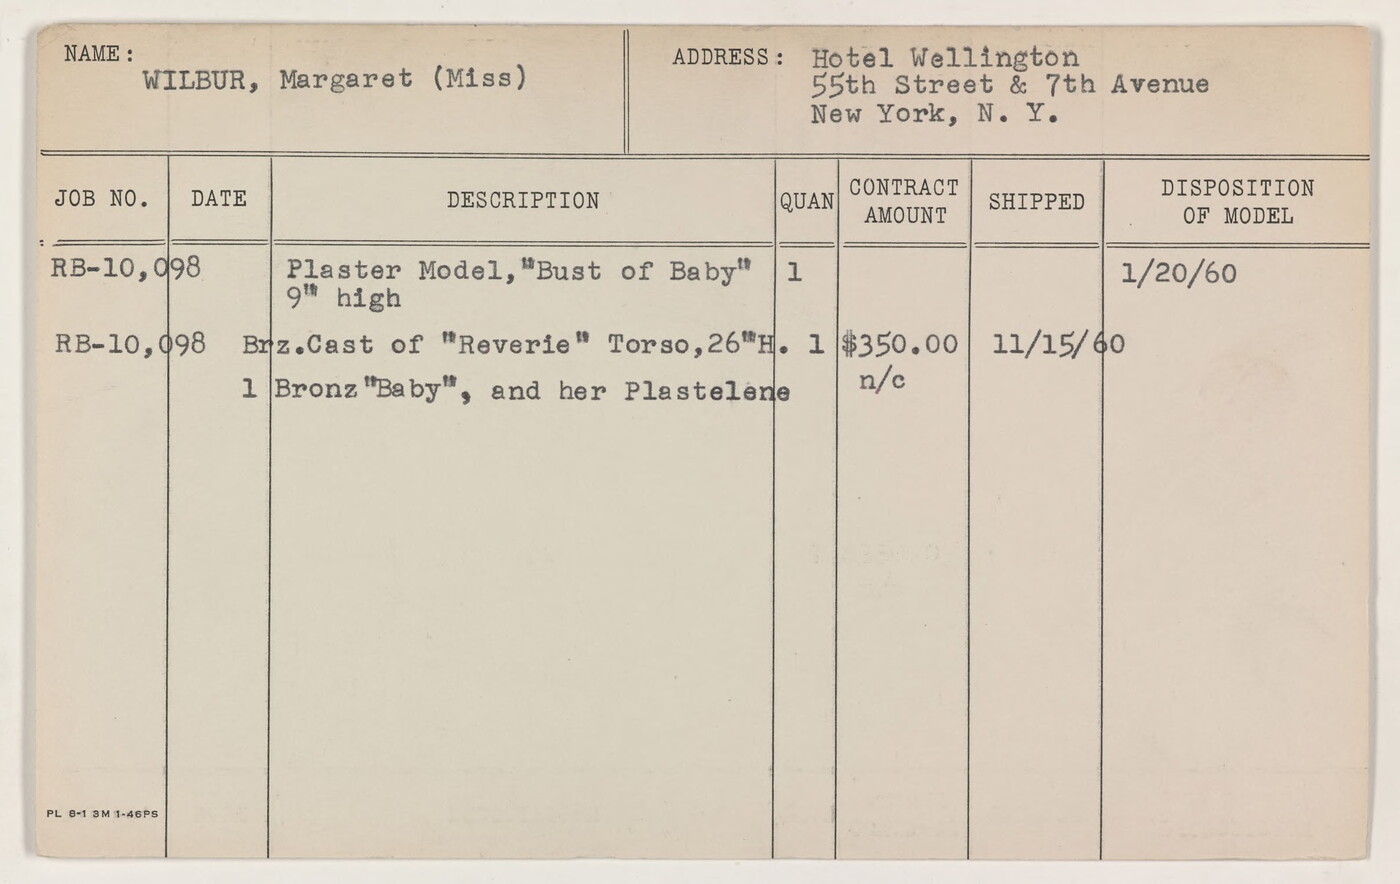 NAME: WILBUR, Margaret (Miss)
ADDRESS: Hotel Wellington
55th Street & 7th Avenue
New York, N. Y.
JOB NO. DATE DESCRIPTION QUAN CONTRACT AMOUNT SHIPPED DISPOSITION OF MODEL
RB-10,098 Plaster Model,"Bust of Baby" 1 1/20/60
9" high
RB-10,098 Brz.Cast of "Reverie" Torso,26"H. 1 $350.00 11/15/60
1 Bronz"Baby", and her Plastelene n/c
PL 8-1 3M 1-46PS